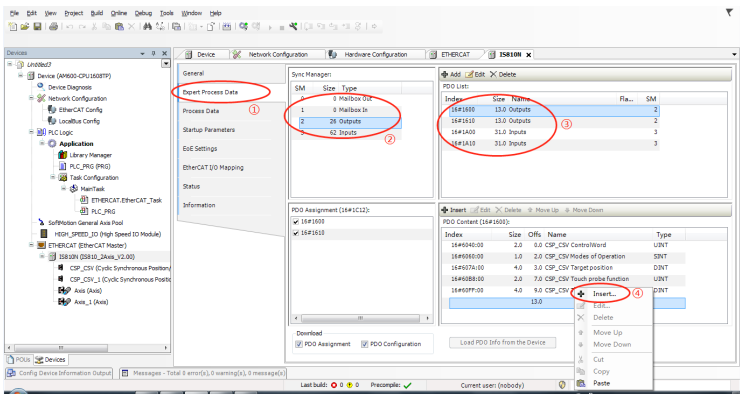 File Edit View Project Build Online Debug Tools Window Help
Devices
Device
Network Configuration
Hardware Configuration
ETHERCAT
IS810N
Untitled3
Device (AM600-CPU1608TP)
Device Diagnosis
Network Configuration
EtherCAT Config
LocalBus Config
PLC Logic
Application
Library Manager
PLC_PRG (PRG)
Task Configuration
MainTask
ETHERCAT.EtherCAT_Task
PLC_PRG
SoftMotion General Axis Pool
HIGH_SPEED_IO (High Speed IO Module)
ETHERCAT (EtherCAT Master)
IS810N (IS810_2Axis_V2.00)
CSP_CSV (Cyclic Synchronous Position/
CSP_CSV_1 (Cyclic Synchronous Positio
Axis (Axis)
Axis_1 (Axis)
POUs Devices
General
Expert Process Data
①
Process Data
Startup Parameters
EoE Settings
EtherCAT I/O Mapping
Status
Information
Sync Manager:
SM Size Type
0 0 Mailbox Out
1 0 Mailbox In
2 26 Outputs
3 62 Inputs
②
Add Edit Delete
PDO List:
Index Size Name Fla... SM
16#1600 13.0 Outputs 2
16#1610 13.0 Outputs 2
16#1A00 31.0 Inputs 3
16#1A10 31.0 Inputs 3
③
PDO Assignment (16#1C12):
16#1600
16#1610
Insert Edit Delete Move Up Move Down
PDO Content (16#1600):
Index Size Offs Name Type
16#6040:00 2.0 0.0 CSP_CSV ControlWord UINT
16#6060:00 1.0 2.0 CSP_CSV Modes of Operation SINT
16#607A:00 4.0 3.0 CSP_CSV Target position DINT
16#60B8:00 2.0 7.0 CSP_CSV Touch probe function UINT
16#60FF:00 4.0 9.0 CSP_CSV DINT
13.0
Insert...
④
Edit...
Delete
Move Up
Move Down
Cut
Copy
Paste
Download
PDO Assignment PDO Configuration
Load PDO Info from the Device
Config Device Information Output Messages - Total 0 error(s), 0 warning(s), 0 message(s)
Last build: 0 0 Precompile: Current user: (nobody)